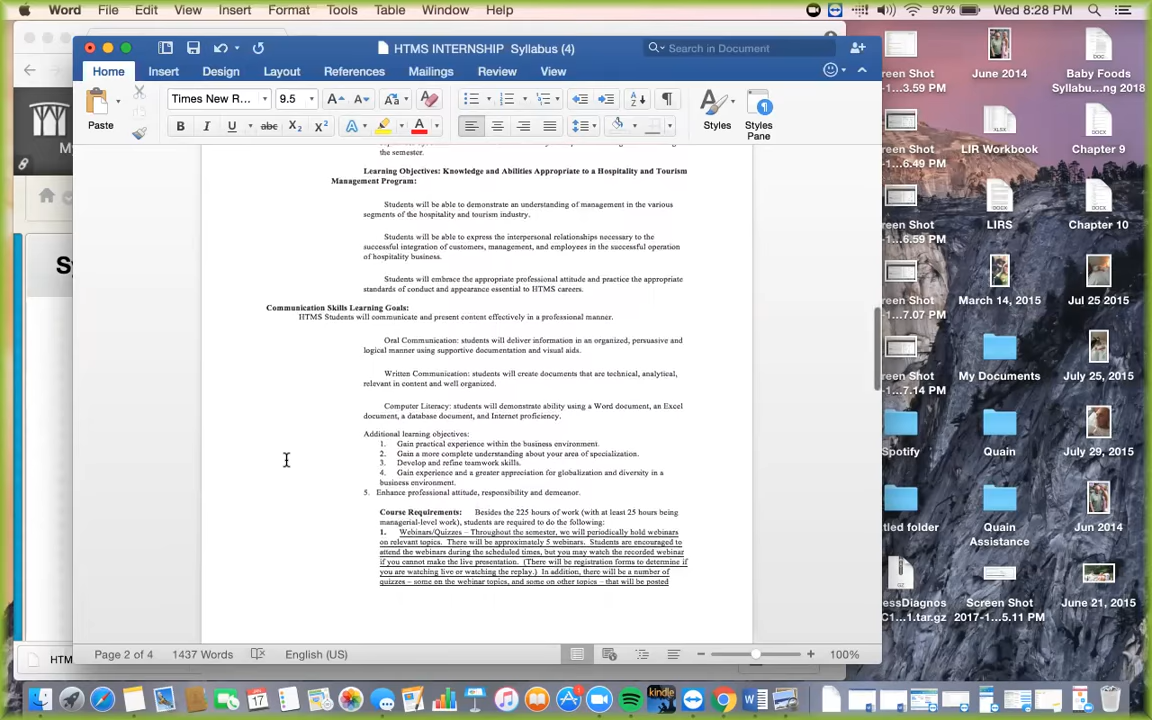 Word File Edit View Insert Format Tools Table Window Help 97% Wed 8:28 PM
HTMS INTERNSHIP Syllabus (4) Search in Document
Home Insert Design Layout References Mailings Review View
Times New R... 9.5
Paste Styles Styles Pane
the semester.
Learning Objectives: Knowledge and Abilities Appropriate to a Hospitality and Tourism
Management Program:
Students will be able to demonstrate an understanding of management in the various
segments of the hospitality and tourism industry.
Students will be able to express the interpersonal relationships necessary to the
successful integration of customers, management, and employees in the successful operation
of hospitality business.
Students will embrace the appropriate professional attitude and practice the appropriate
standards of conduct and appearance essential to HTMS careers.
Communication Skills Learning Goals:
HTMS Students will communicate and present content effectively in a professional manner.
Oral Communication: students will deliver information in an organized, persuasive and
logical manner using supportive documentation and visual aids.
Written Communication: students will create documents that are technical, analytical,
relevant in content and well organized.
Computer Literacy: students will demonstrate ability using a Word document, an Excel
document, a database document, and Internet proficiency.
Additional learning objectives:
1. Gain practical experience within the business environment.
2. Gain a more complete understanding about your area of specialization.
3. Develop and refine teamwork skills.
4. Gain experience and a greater appreciation for globalization and diversity in a
business environment.
5. Enhance professional attitude, responsibility and demeanor.
Course Requirements: Besides the 225 hours of work (with at least 25 hours being
managerial-level work), students are required to do the following:
1. Webinars/Quizzes – Throughout the semester, we will periodically hold webinars
on relevant topics. There will be approximately 5 webinars. Students are encouraged to
attend the webinars during the scheduled times, but you may watch the recorded webinar
if you cannot make the live presentation. (There will be registration forms to determine if
you are watching live or watching the replay.) In addition, there will be a number of
quizzes – some on the webinar topics, and some on other topics – that will be posted
Page 2 of 4 1437 Words English (US) 100%
My
Sy
HTM
reen Shot
-1...3.59 PM
June 2014
Baby Foods
Syllabu...ng 2018
reen Shot
-1...6.49 PM
LIR Workbook
Chapter 9
reen Shot
-1...6.59 PM
LIRS
Chapter 10
reen Shot
-1...7.07 PM
March 14, 2015
Jul 25 2015
reen Shot
-1...7.14 PM
My Documents
July 25, 2015
Spotify
Quain
July 29, 2015
tled folder
Quain
Assistance
Jun 2014
essDiagnos
C1...1.tar.gz
Screen Shot
2017-1...5.11 PM
June 21, 2015
XLSX
DOCX
DOC
DOCX
DOCX
17
kindle